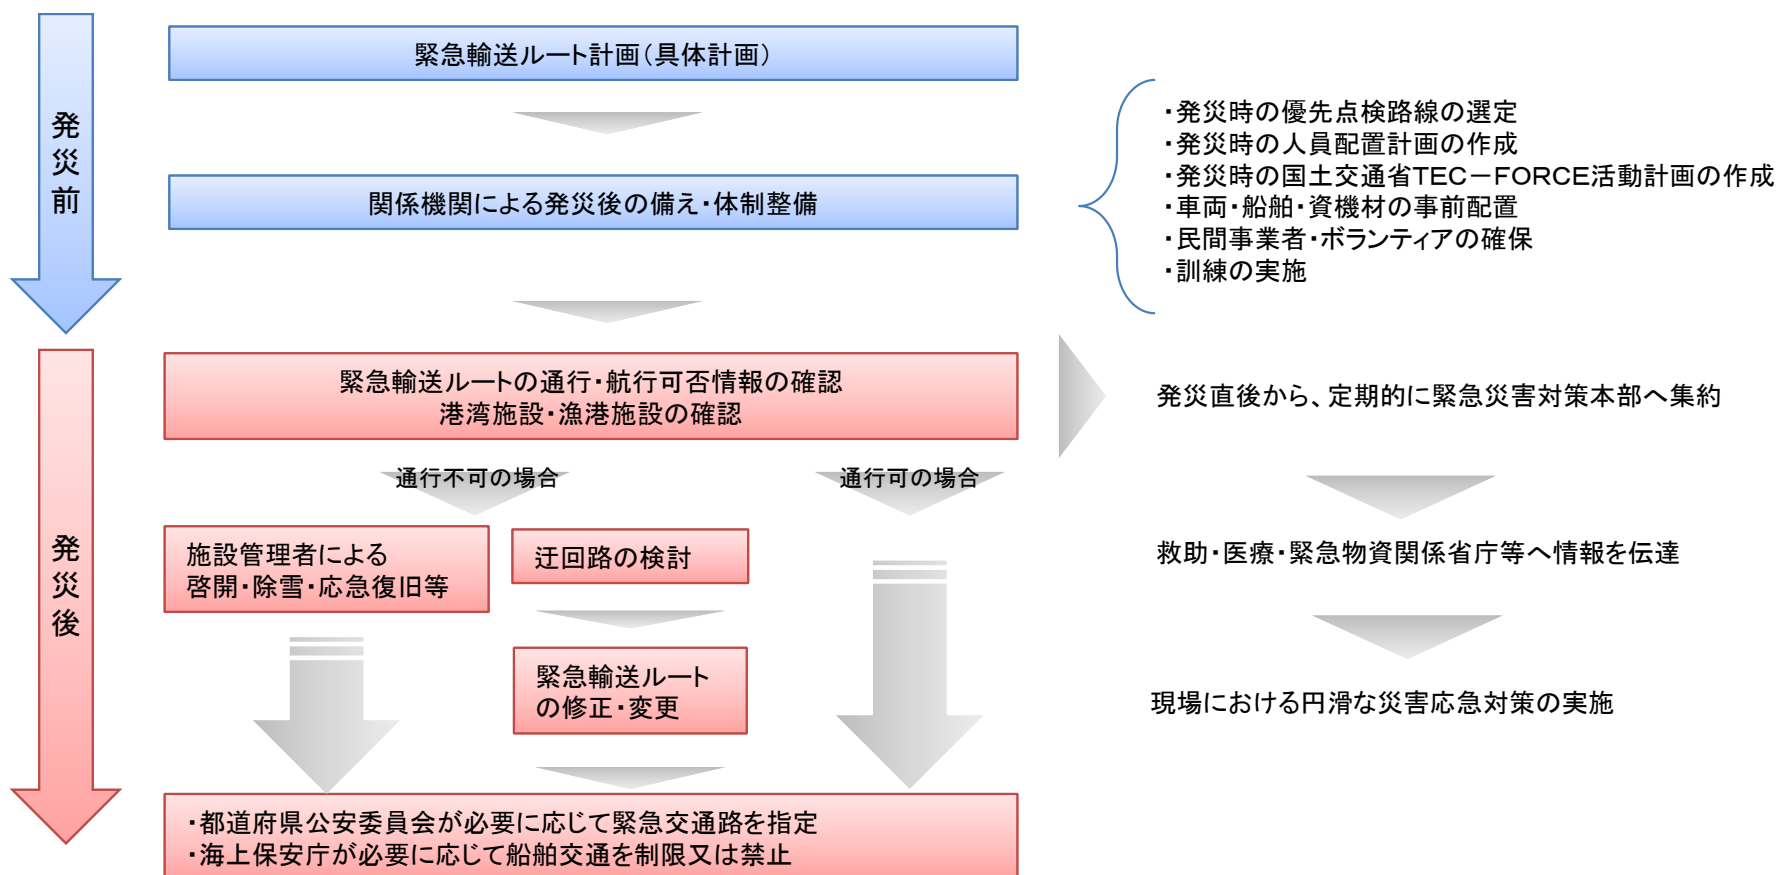 発災前
緊急輸送ルート計画（具体計画）
関係機関による発災後の備え・体制整備
・発災時の優先点検路線の選定
・発災時の人員配置計画の作成
・発災時の国土交通省TEC－FORCE活動計画の作成
・車両・船舶・資機材の事前配置
・民間事業者・ボランティアの確保
・訓練の実施
発災後
緊急輸送ルートの通行・航行可否情報の確認
港湾施設・漁港施設の確認
発災直後から、定期的に緊急災害対策本部へ集約
通行不可の場合
通行可の場合
施設管理者による
啓開・除雪・応急復旧等
迂回路の検討
救助・医療・緊急物資関係省庁等へ情報を伝達
緊急輸送ルート
の修正・変更
現場における円滑な災害応急対策の実施
・都道府県公安委員会が必要に応じて緊急交通路を指定
・海上保安庁が必要に応じて船舶交通を制限又は禁止